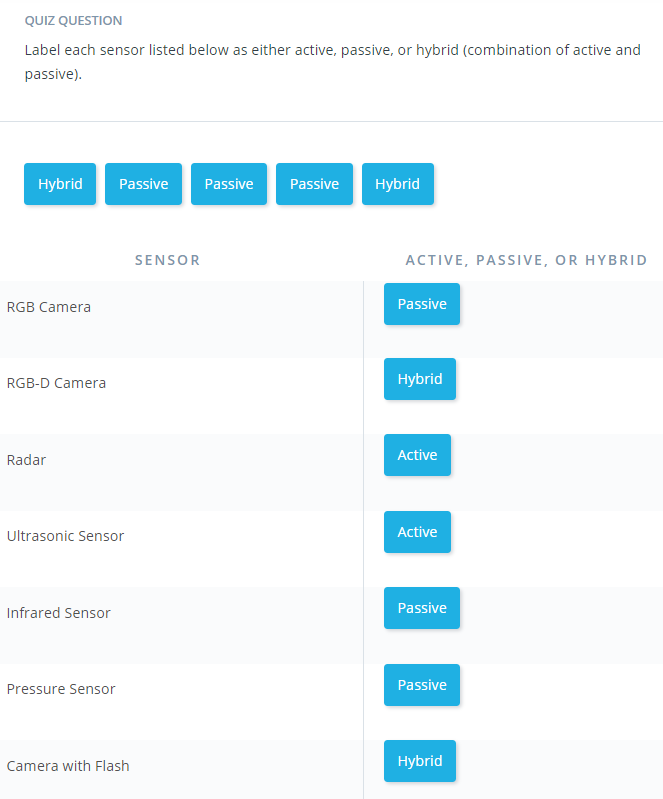 QUIZ QUESTION
Label each sensor listed below as either active, passive, or hybrid (combination of active and
passive).
Hybrid Passive Passive Passive Hybrid
SENSOR ACTIVE, PASSIVE, OR HYBRID
RGB Camera Passive
RGB-D Camera Hybrid
Radar Active
Ultrasonic Sensor Active
Infrared Sensor Passive
Pressure Sensor Passive
Camera with Flash Hybrid